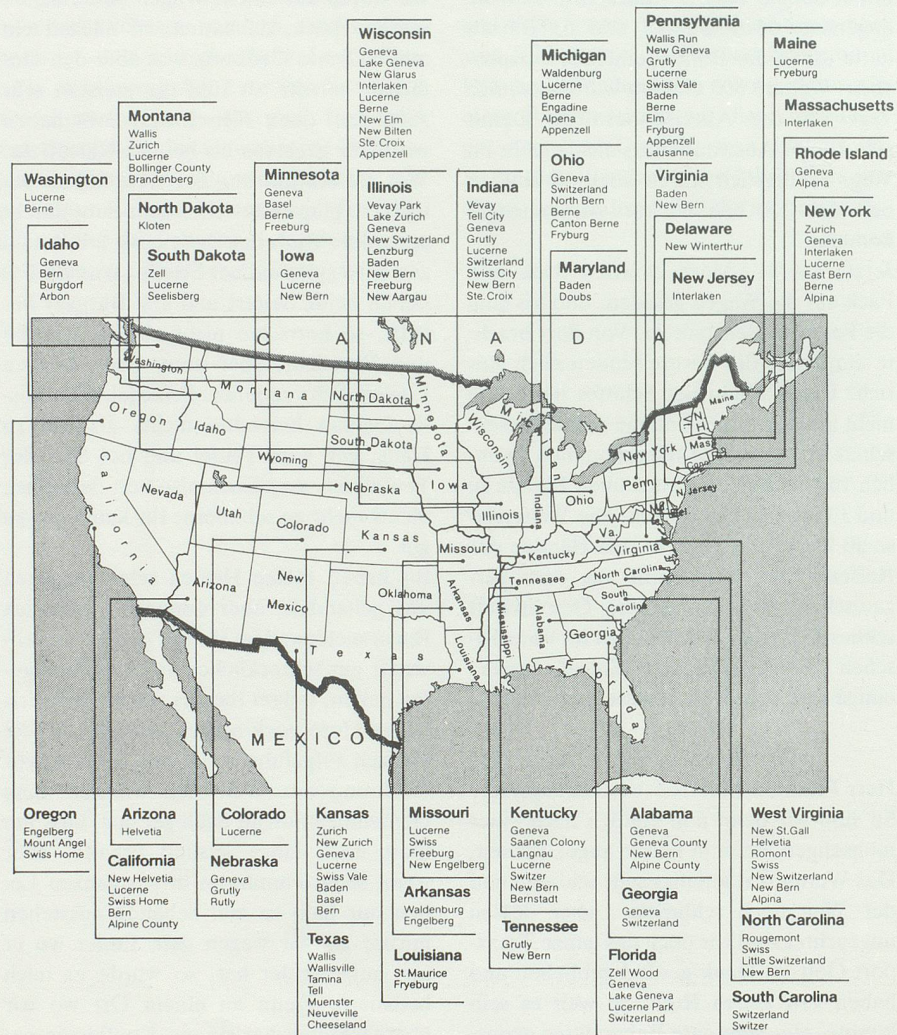 Wisconsin
Geneva
Lake Geneva
New Glarus
Interlaken
Lucerne
Berne
New Elm
New Bilten
Ste. Croix
Appenzell
Michigan
Waldenburg
Lucerne
Berne
Engadine
Alpena
Appenzell
Pennsylvania
Wallis Run
New Geneva
Grutly
Lucerne
Swiss Vale
Baden
Berne
Elm
Fryburg
Appenzell
Lausanne
Maine
Lucerne
Fryeburg
Massachusetts
Interlaken
Montana
Wallis
Zurich
Lucerne
Bollinger County
Brandenberg
Rhode Island
Geneva
Alpena
Washington
Lucerne
Berne
Minnesota
Geneva
Basel
Berne
Freeburg
Illinois
Vevay Park
Lake Zurich
Geneva
New Switzerland
Lenzburg
Baden
New Bern
Freeburg
New Aargau
Indiana
Vevay
Tell City
Geneva
Grutly
Lucerne
Switzerland
Swiss City
New Bern
Ste. Croix
Ohio
Geneva
Switzerland
North Bern
Berne
Canton Berne
Fryburg
Virginia
Baden
New Bern
New York
Zurich
Geneva
Interlaken
Lucerne
East Bern
Berne
Alpina
North Dakota
Kloten
Delaware
New Winterthur
Idaho
Geneva
Bern
Burgdorf
Arbon
South Dakota
Zell
Lucerne
Seelisberg
Iowa
Geneva
Lucerne
New Bern
Maryland
Baden
Doubs
New Jersey
Interlaken
CANADA
Washington
Montana
North Dakota
Minnesota
Maine
Oregon
Idaho
Wyoming
South Dakota
Wisconsin
Michigan
New York
V.T.
N.H.
Mas.
Con.
California
Nevada
Utah
Colorado
Nebraska
Iowa
Illinois
Indiana
Ohio
Penn.
N. Jersey
Del.
Kansas
Missouri
W. Va.
Virginia
Kentucky
Arizona
New Mexico
Oklahoma
Arkansas
Tennessee
North Carolina
South Carolina
Mississippi
Alabama
Georgia
Texas
Louisiana
Florida
MEXICO
Oregon
Engelberg
Mount Angel
Swiss Home
Arizona
Helvetia
Colorado
Lucerne
Kansas
Zurich
New Zurich
Geneva
Lucerne
Swiss Vale
Baden
Basel
Bern
Missouri
Lucerne
Swiss
Freeburg
New Engelberg
Kentucky
Geneva
Saanen Colony
Langnau
Lucerne
Switzer
New Bern
Bernstadt
Alabama
Geneva
Geneva County
New Bern
Alpine County
West Virginia
New St.Gall
Helvetia
Romont
Swiss
New Switzerland
New Bern
Alpina
California
New Helvetia
Lucerne
Swiss Home
Bern
Alpine County
Nebraska
Geneva
Grutly
Rutly
Arkansas
Waldenburg
Engelberg
Georgia
Geneva
Switzerland
Tennessee
Grutly
New Bern
North Carolina
Rougemont
Swiss
Little Switzerland
New Bern
Texas
Wallis
Wallisville
Tamina
Tell
Muenster
Neuveville
Cheeseland
Louisiana
St. Maurice
Fryeburg
Florida
Zell Wood
Geneva
Lake Geneva
Lucerne Park
Switzerland
South Carolina
Switzerland
Switzer